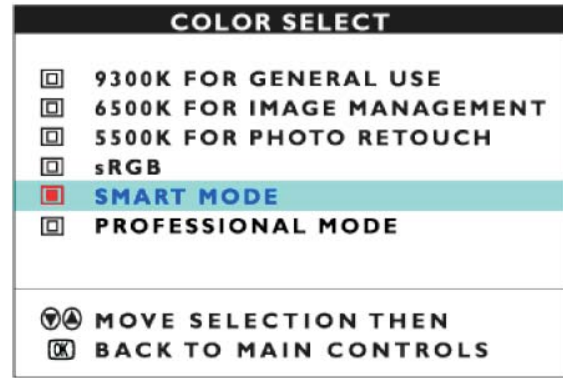 COLOR SELECT
9300K FOR GENERAL USE
6500K FOR IMAGE MANAGEMENT
5500K FOR PHOTO RETOUCH
sRGB
SMART MODE
PROFESSIONAL MODE
MOVE SELECTION THEN
OK BACK TO MAIN CONTROLS